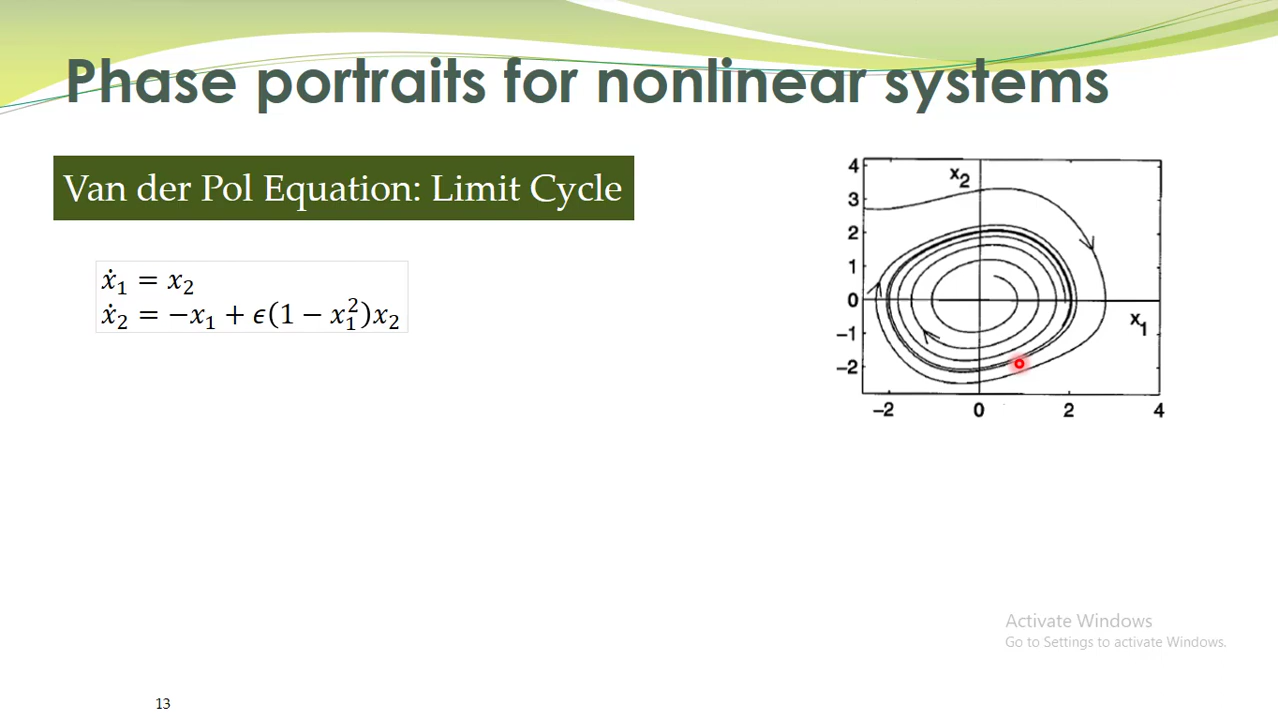 Phase portraits for nonlinear systems
Van der Pol Equation: Limit Cycle
ẋ₁ = x₂
ẋ₂ = −x₁ + ϵ(1 − x₁²)x₂
4
x₂
3
2
1
0
−1
x₁
−2
−2 0 2 4
Activate Windows
Go to Settings to activate Windows.
13